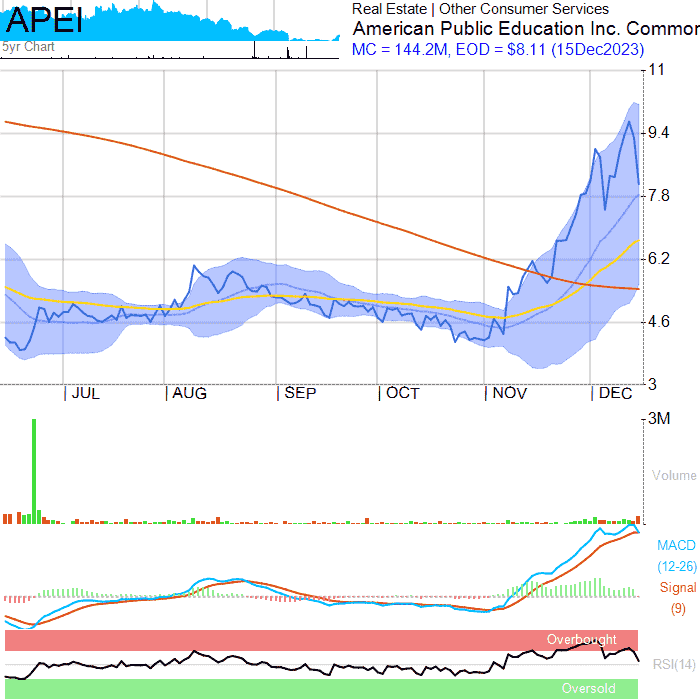 APEI
5yr Chart
Real Estate | Other Consumer Services
American Public Education Inc. Common
MC = 144.2M, EOD = $8.11 (15Dec2023)
11
9.4
7.8
6.2
4.6
3
JUL
AUG
SEP
OCT
NOV
DEC
3M
Volume
MACD
(12-26)
Signal
(9)
Overbought
RSI(14)
Oversold